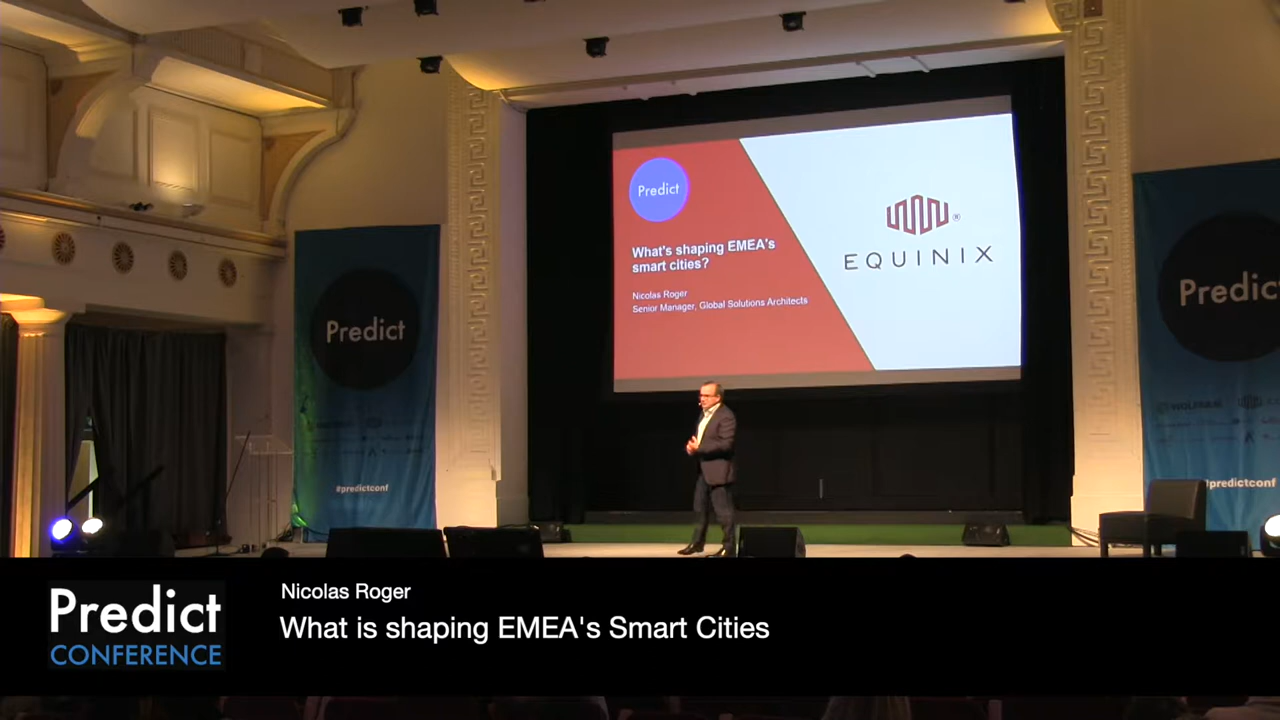 Predict
What's shaping EMEA's
smart cities?
Nicolas Roger
Senior Manager, Global Solutions Architects
®
EQUINIX
Predict
#predictconf
Predic
#predictconf
Predict
CONFERENCE
Nicolas Roger
What is shaping EMEA's Smart Cities